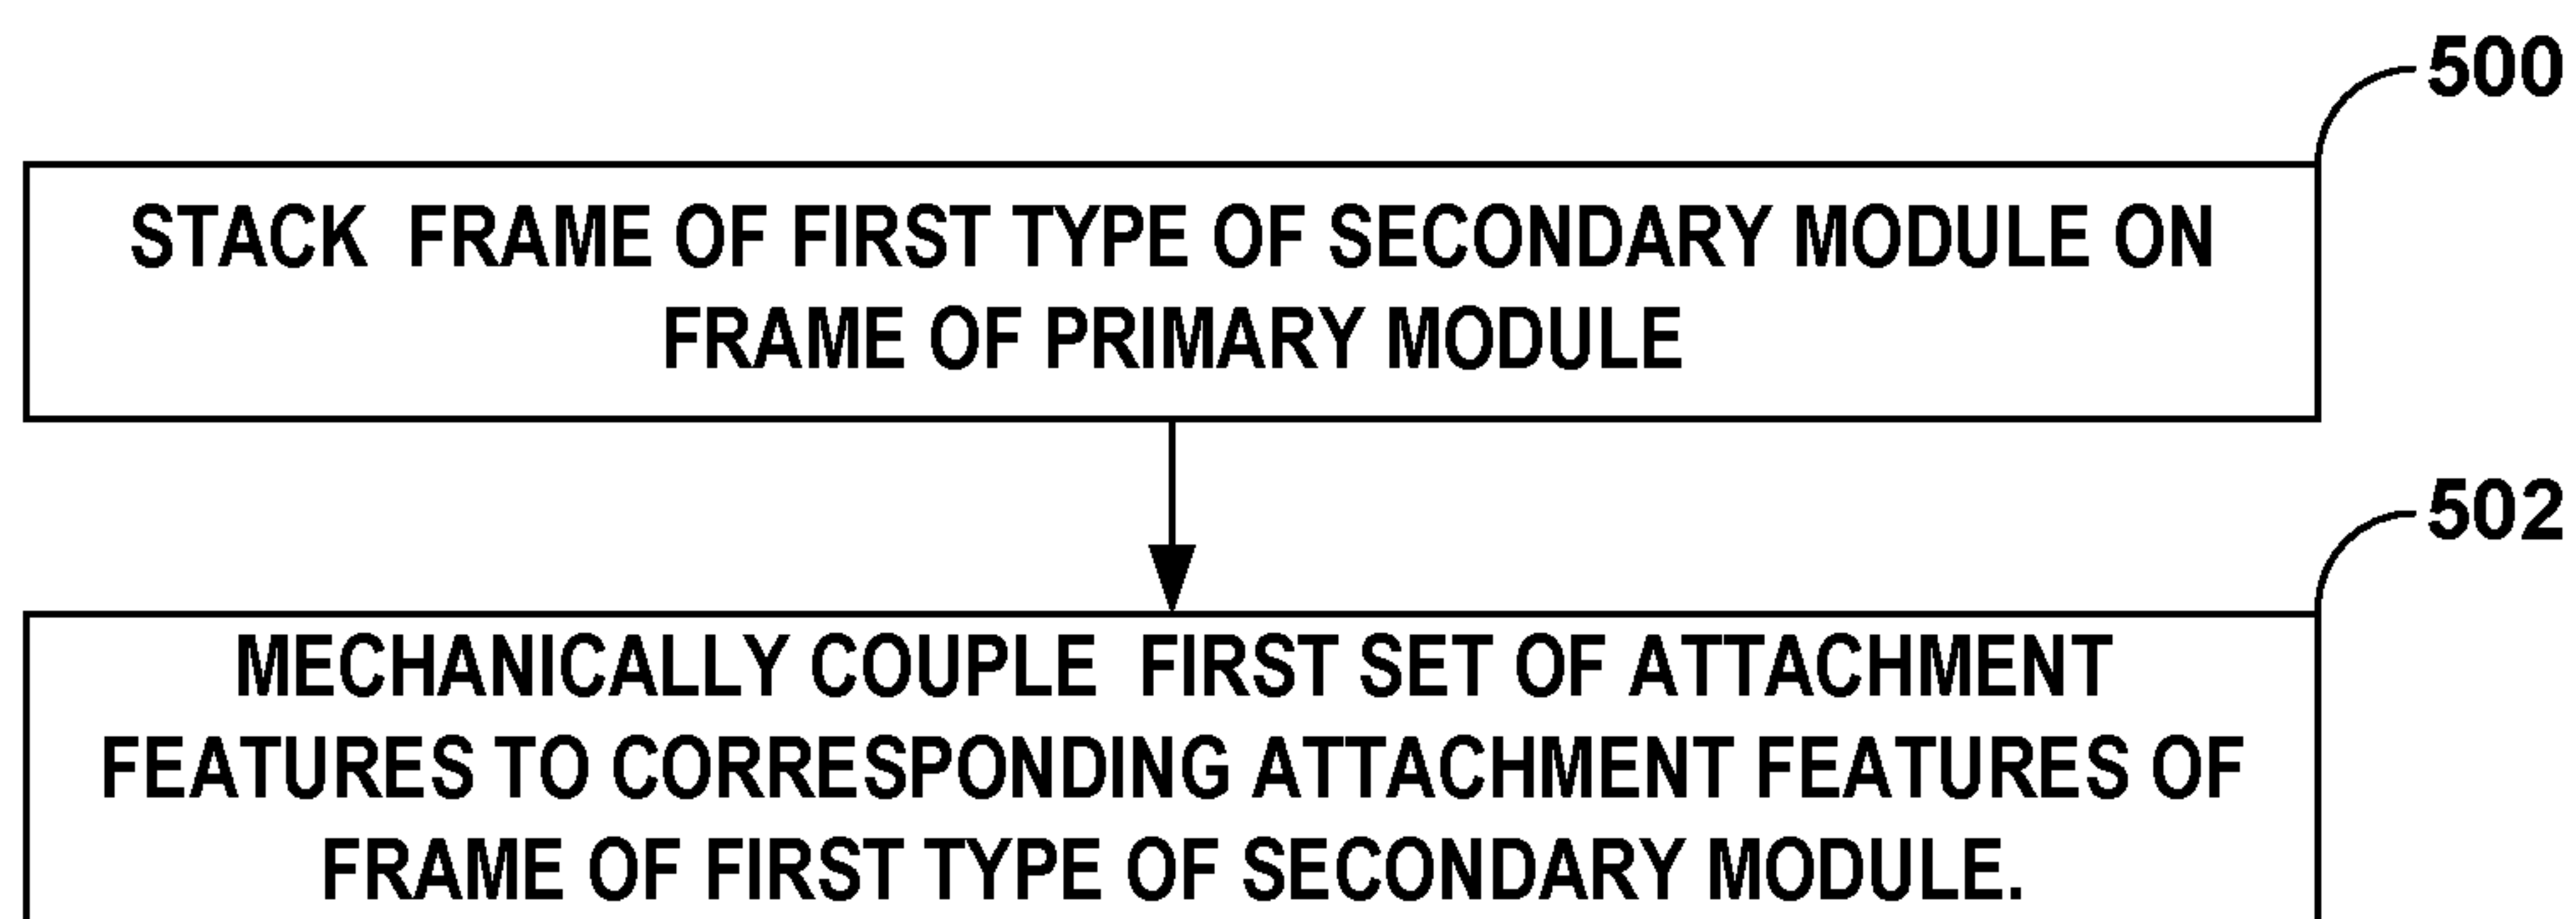 500
STACK FRAME OF FIRST TYPE OF SECONDARY MODULE ON
FRAME OF PRIMARY MODULE
502
MECHANICALLY COUPLE FIRST SET OF ATTACHMENT
FEATURES TO CORRESPONDING ATTACHMENT FEATURES OF
FRAME OF FIRST TYPE OF SECONDARY MODULE.